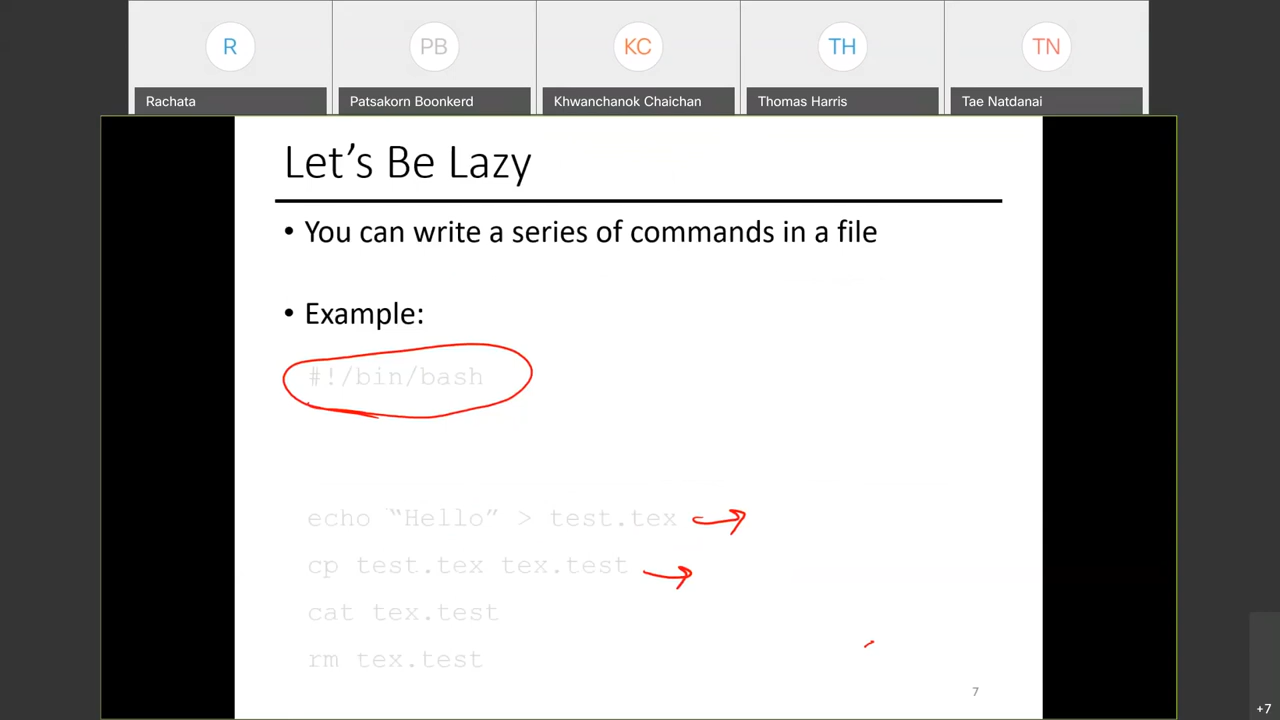 R
PB
KC
TH
TN
Rachata
Patsakorn Boonkerd
Khwanchanok Chaichan
Thomas Harris
Tae Natdanai
Let’s Be Lazy
• You can write a series of commands in a file
• Example:
#!/bin/bash
echo “Hello” > test.tex
cp test.tex tex.test
cat tex.test
rm tex.test
7
+7